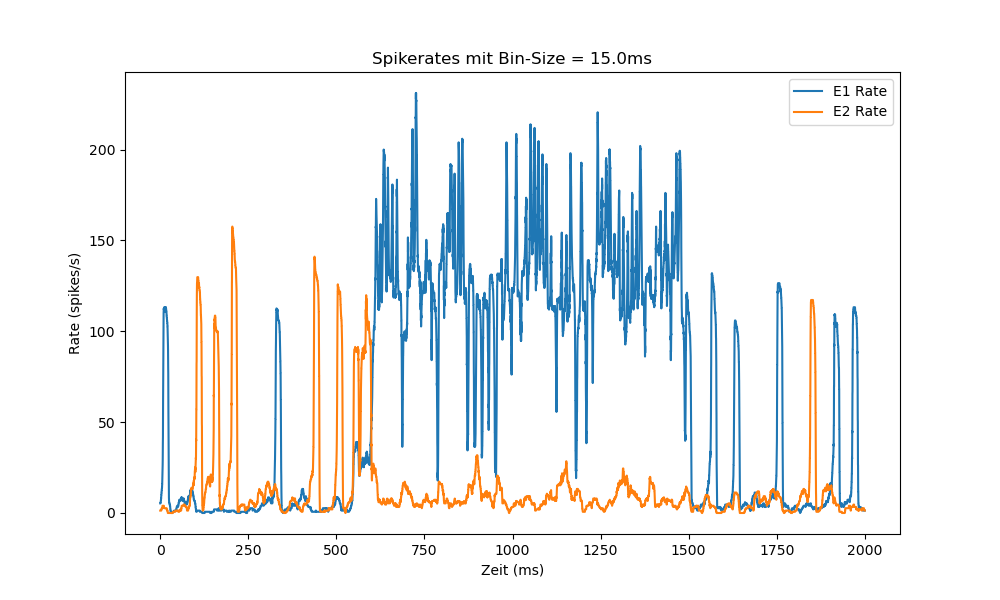 Spikerates mit Bin-Size = 15.0ms
E1 Rate
E2 Rate
Rate (spikes/s)
200
150
100
50
0
0 250 500 750 1000 1250 1500 1750 2000
Zeit (ms)